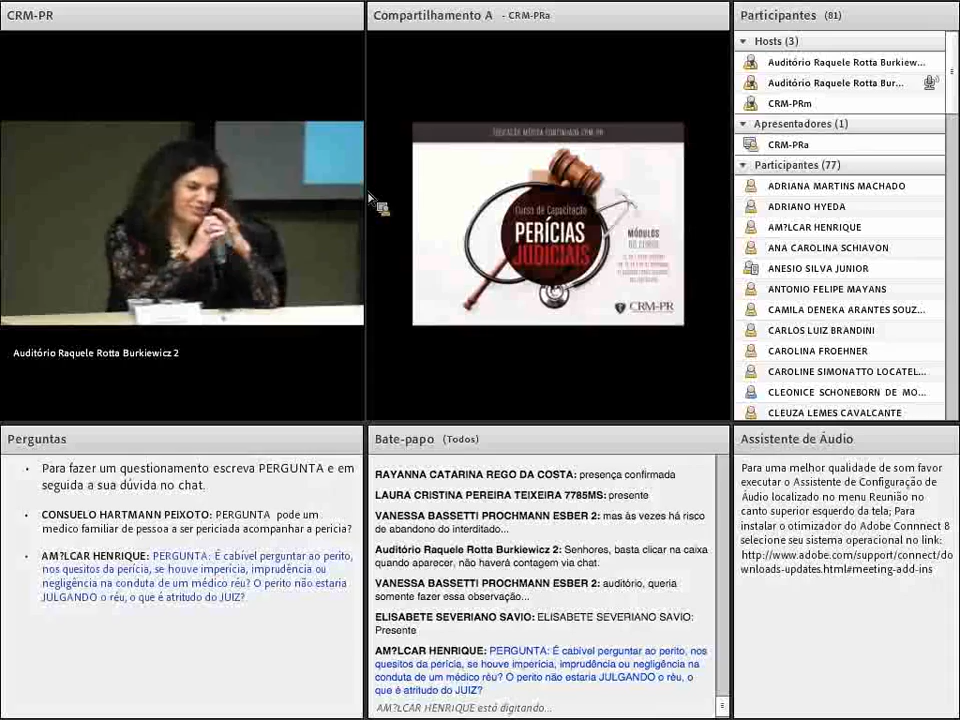 CRM-PR
Auditório Raquele Rotta Burkiewicz 2
Compartilhamento A - CRM-PRa
EDUCAÇÃO MÉDICA CONTINUADA CRM-PR
Curso de Capacitação
PERÍCIAS
JUDICIAIS
MÓDULOS
DO CURSO
CRM-PR
Participantes (81)
Hosts (3)
Auditório Raquele Rotta Burkiew...
Auditório Raquele Rotta Bur...
CRM-PRm
Apresentadores (1)
CRM-PRa
Participantes (77)
ADRIANA MARTINS MACHADO
ADRIANO HYEDA
AM?LCAR HENRIQUE
ANA CAROLINA SCHIAVON
ANESIO SILVA JUNIOR
ANTONIO FELIPE MAYANS
CAMILA DENEKA ARANTES SOUZ...
CARLOS LUIZ BRANDINI
CAROLINA FROEHNER
CAROLINE SIMONATTO LOCATEL...
CLEONICE SCHONEBORN DE MO...
CLEUZA LEMES CAVALCANTE
Perguntas
• Para fazer um questionamento escreva PERGUNTA e em
seguida a sua dúvida no chat.
• CONSUELO HARTMANN PEIXOTO: PERGUNTA pode um
medico familiar de pessoa a ser periciada acompanhar a perícia?
• AM?LCAR HENRIQUE: PERGUNTA: É cabível perguntar ao perito,
nos quesitos da perícia, se houve imperícia, imprudência ou
negligência na conduta de um médico réu? O perito não estaria
JULGANDO o réu, o que é atritudo do JUIZ?
Bate-papo (Todos)
RAYANNA CATARINA REGO DA COSTA: presença confirmada
LAURA CRISTINA PEREIRA TEIXEIRA 7785MS: presente
VANESSA BASSETTI PROCHMANN ESBER 2: mas às vezes há risco
de abandono do interditado...
Auditório Raquele Rotta Burkiewicz 2: Senhores, basta clicar na caixa
quando aparecer, não haverá contagem via chat.
VANESSA BASSETTI PROCHMANN ESBER 2: auditório, queria
somente fazer essa observação...
ELISABETE SEVERIANO SAVIO: ELISABETE SEVERIANO SAVIO:
Presente
AM?LCAR HENRIQUE: PERGUNTA: É cabível perguntar ao perito, nos
quesitos da perícia, se houve imperícia, imprudência ou negligência na
conduta de um médico réu? O perito não estaria JULGANDO o réu, o
que é atritudo do JUIZ?
AM?LCAR HENRIQUE está digitando...
Assistente de Áudio
Para uma melhor qualidade de som favor
executar o Assistente de Configuração de
Áudio localizado no menu Reunião no
canto superior esquerdo da tela; Para
instalar o otimizador do Adobe Connnect 8
selecione seu sistema operacional no link:
http://www.adobe.com/support/connect/do
wnloads-updates.html#meeting-add-ins